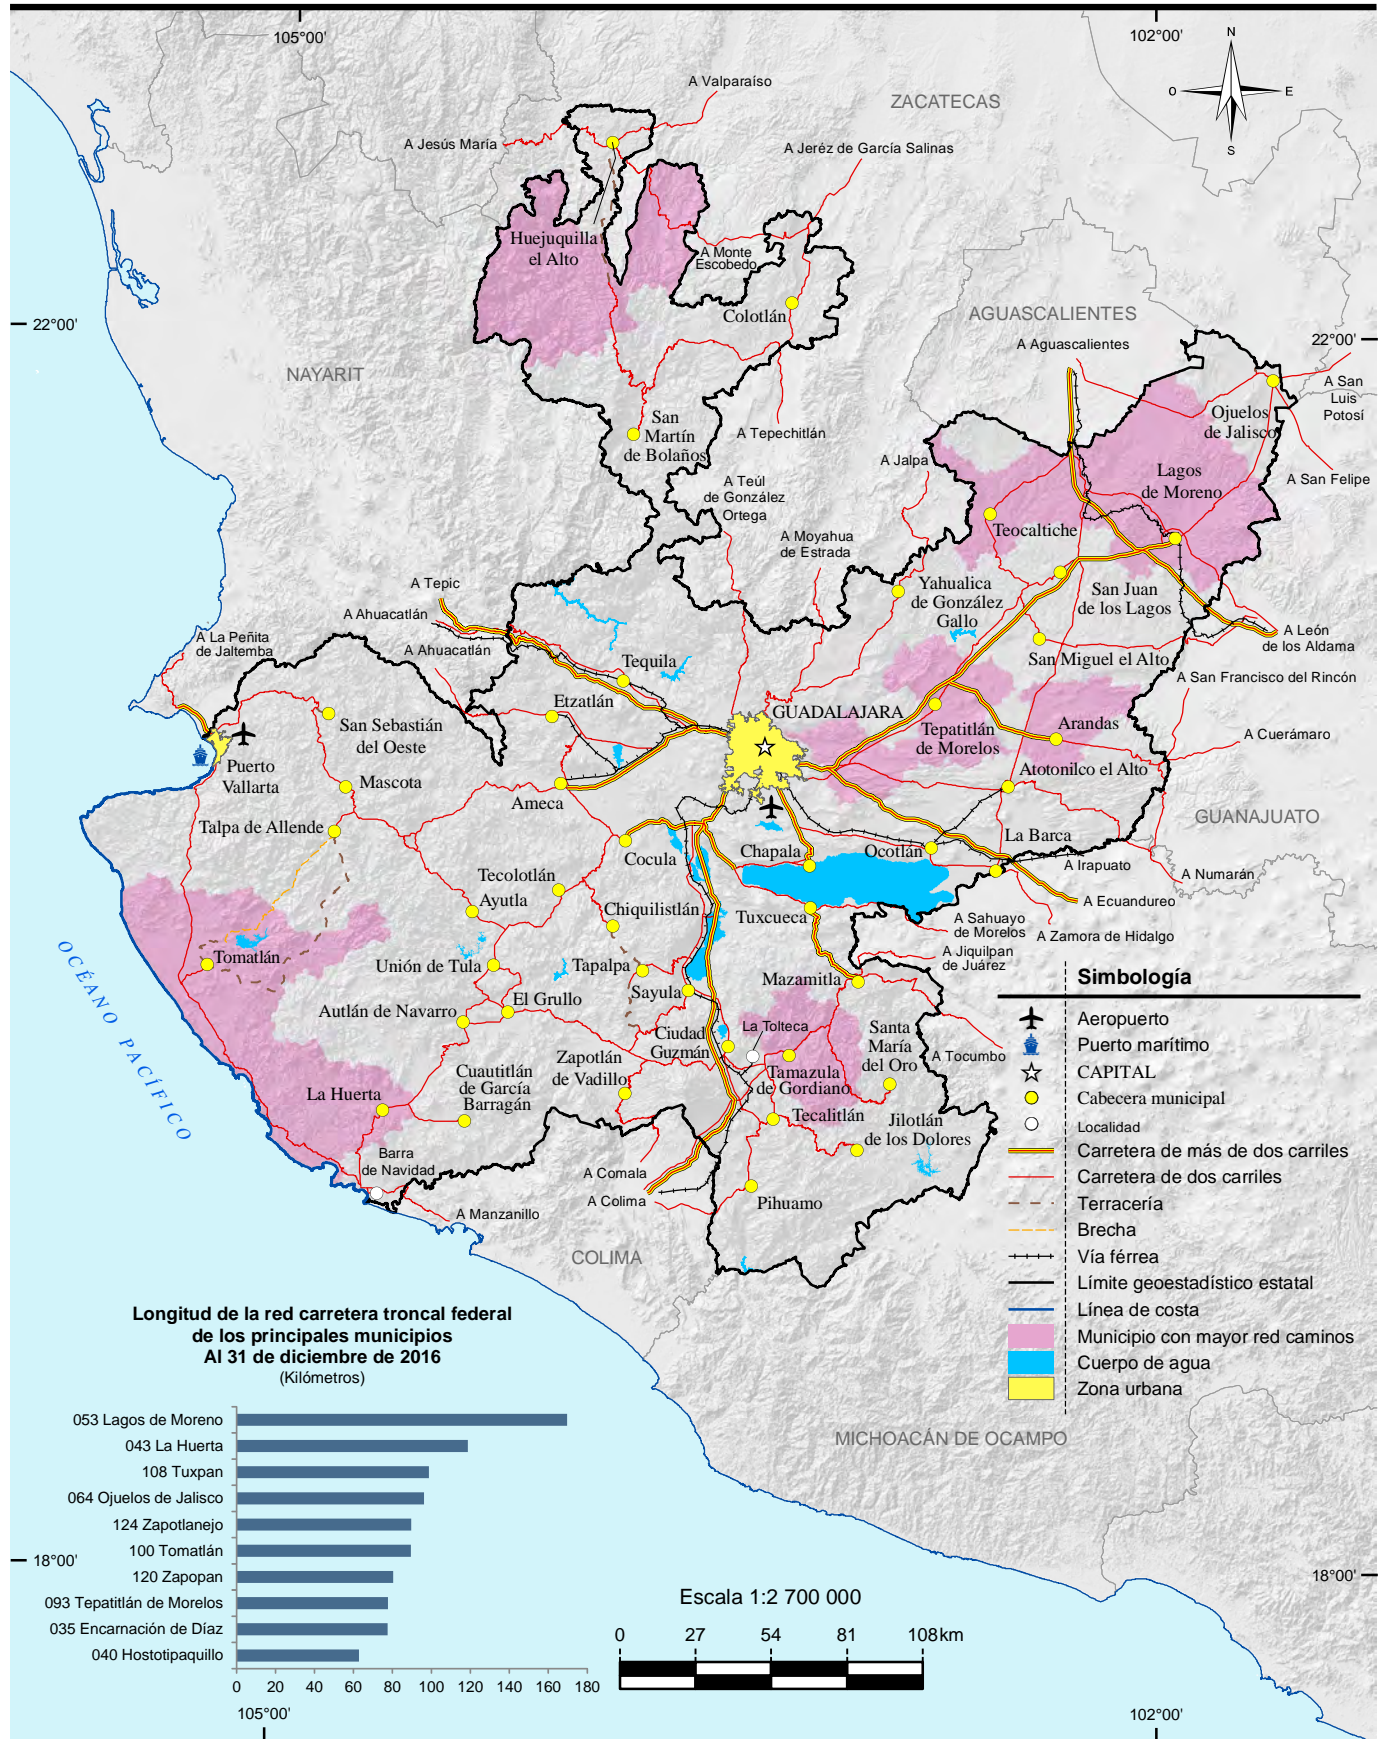 105°00'
102°00'
N
O
E
S
A Valparaíso
ZACATECAS
A Jesús María
A Jeréz de García Salinas
Huejuquilla
el Alto
A Monte
Escobedo
Colotlán
22°00'
AGUASCALIENTES
22°00'
A Aguascalientes
NAYARIT
A San
Luis
Potosí
Ojuelos
de Jalisco
San
Martín
de Bolaños
A Tepechitlán
A Jalpa
Lagos
de Moreno
A San Felipe
A Teúl
de González
Ortega
Teocaltiche
A Moyahua
de Estrada
A Tepic
Yahualica
de González
Gallo
San Juan
de los Lagos
A Ahuacatlán
A La Peñita
de Jaltemba
A León
de los Aldama
A Ahuacatlán
Tequila
San Miguel el Alto
A San Francisco del Rincón
Etzatlán
GUADALAJARA
San Sebastián
del Oeste
Tepatitlán
de Morelos
Arandas
A Cuerámaro
Puerto
Vallarta
Mascota
Ameca
Atotonilco el Alto
GUANAJUATO
Talpa de Allende
La Barca
Cocula
Chapala
Ocotlán
A Irapuato
A Numarán
Tecolotlán
Ayutla
Chiquilistlán
Tuxcueca
A Ecuandureo
A Sahuayo
de Morelos
A Zamora de Hidalgo
OCÉANO PACÍFICO
Tomatlán
Unión de Tula
Tapalpa
A Jiquilpan
de Juárez
Mazamitla
Sayula
El Grullo
Autlán de Navarro
La Tolteca
Ciudad
Guzmán
Santa
María
del Oro
A Tocumbo
Zapotlán
de Vadillo
Cuautitlán
de García
Barragán
Tamazula
de Gordiano
La Huerta
Tecalitlán
Jilotlán
de los Dolores
Barra
de Navidad
A Comala
A Colima
Pihuamo
A Manzanillo
COLIMA
MICHOACÁN DE OCAMPO
Simbología
Aeropuerto
Puerto marítimo
CAPITAL
Cabecera municipal
Localidad
Carretera de más de dos carriles
Carretera de dos carriles
Terracería
Brecha
Vía férrea
Límite geoestadístico estatal
Línea de costa
Municipio con mayor red caminos
Cuerpo de agua
Zona urbana
Longitud de la red carretera troncal federal
de los principales municipios
Al 31 de diciembre de 2016
(Kilómetros)
053 Lagos de Moreno
043 La Huerta
108 Tuxpan
064 Ojuelos de Jalisco
124 Zapotlanejo
100 Tomatlán
120 Zapopan
093 Tepatitlán de Morelos
035 Encarnación de Díaz
040 Hostotipaquillo
0 20 40 60 80 100 120 140 160 180
18°00'
18°00'
Escala 1:2 700 000
0 27 54 81 108km
105°00'
102°00'